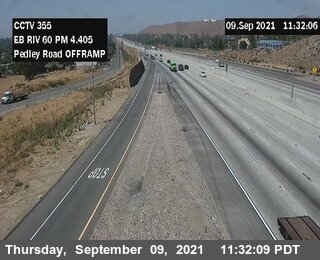 CCTV 355
EB RIV 60 PM 4.405
Pedley Road OFFRAMP
09.Sep 2021 11:32:06
STOP
Thursday, September 09, 2021 11:32:09 PDT